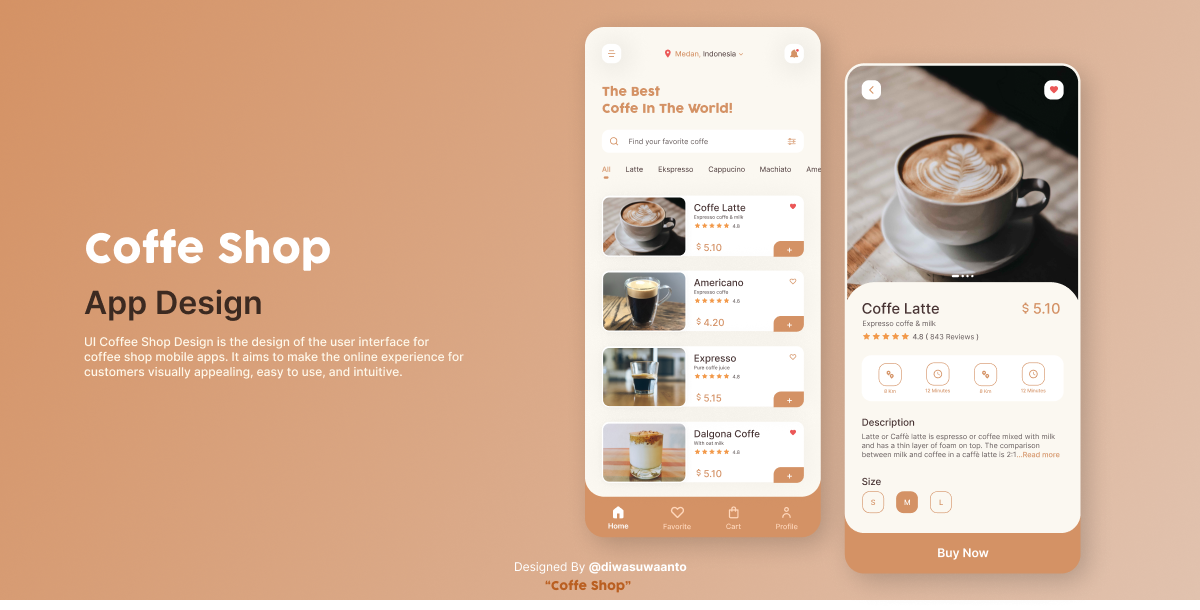 Coffe Shop
App Design
UI Coffee Shop Design is the design of the user interface for
coffee shop mobile apps. It aims to make the online experience for
customers visually appealing, easy to use, and intuitive.
Medan, Indonesia
The Best
Coffe In The World!
Find your favorite coffe
All Latte Ekspresso Cappucino Machiato Ame
Coffe Latte
Expresso coffe & milk
4.8
$ 5.10
+
Americano
Expresso coffe
4.8
$ 4.20
+
Expresso
Pure coffe juice
4.8
$ 5.15
+
Dalgona Coffe
With oat milk
4.8
$ 5.10
+
Home Favorite Cart Profile
Coffe Latte $ 5.10
Expresso coffe & milk
4.8 ( 843 Reviews )
8 Km 12 Minutes 8 Km 12 Minutes
Description
Latte or Caffè latte is espresso or coffee mixed with milk
and has a thin layer of foam on top. The comparison
between milk and coffee in a caffè latte is 2:1...Read more
Size
S M L
Buy Now
Designed By @diwasuwaanto
"Coffe Shop"